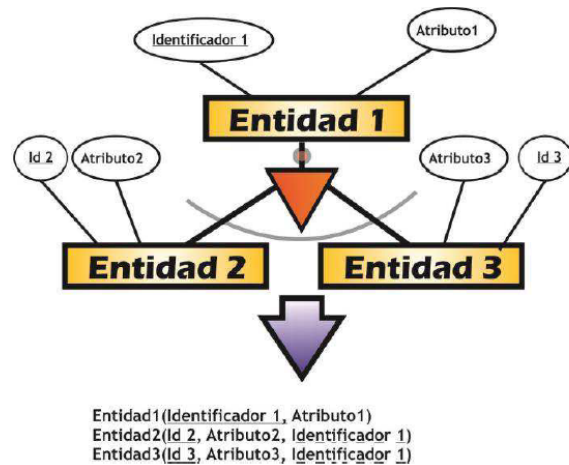 Identificador 1
Atributo1
Entidad 1
Id 2
Atributo2
Atributo3
Id 3
Entidad 2
Entidad 3
Entidad1(Identificador 1, Atributo1)
Entidad2(Id 2, Atributo2, Identificador 1)
Entidad3(Id 3, Atributo3, Identificador 1)